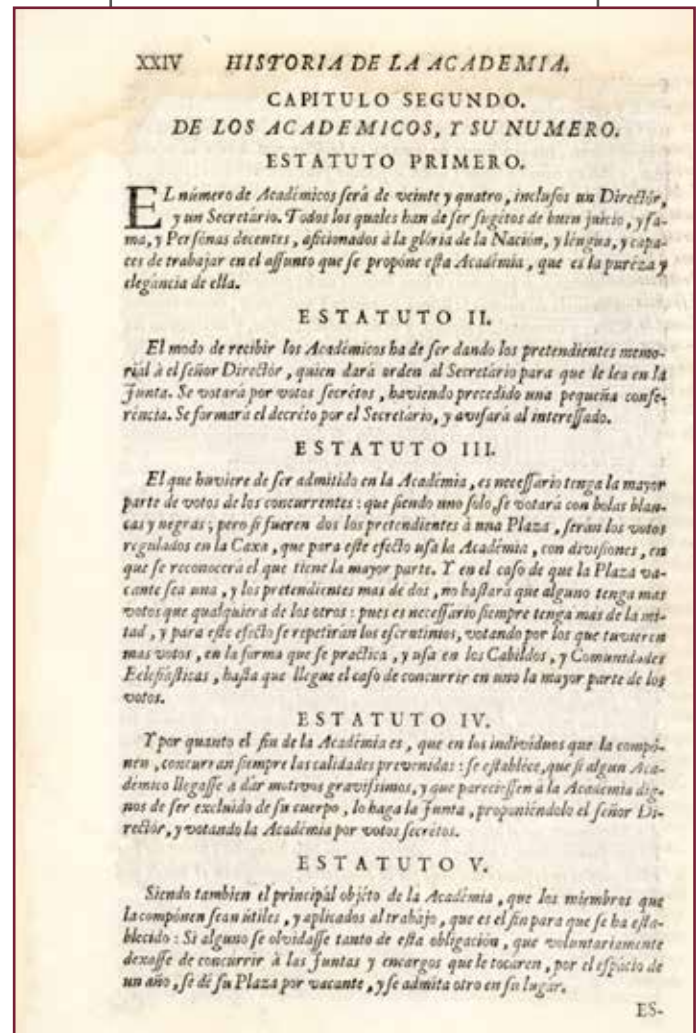 XXIV HISTORIA DE LA ACADEMIA.
CAPITULO SEGUNDO.
DE LOS ACADEMICOS, Y SU NUMERO.
ESTATUTO PRIMERO.
EL número de Académicos ſerá de veinte y quatro, incluſos un Directór,
y un Secretário. Todos los quales han de ſer ſugétos de buen juício, y fa-
ma, y Perſónas decentes, aficionados à la glória de la Nación, y léngua, y capa-
ces de trabajar en el aſſunto que ſe propóne eſta Académia, que es la puréza y
elegáncia de ella.
ESTATUTO II.
El modo de recibir los Académicos ha de ſer dando los pretendientes memo-
riál à el ſeñor Directór, quien dará orden al Secretário para que le lea en la
Junta. Se votará por votos ſecrétos, haviendo precedído una pequeña confe-
réncia. Se formará el decréto por el Secretário, y aviſará al intereſſado.
ESTATUTO III.
El que huviere de ſer admitido en la Académia, es neceſſario tenga la mayor
parte de votos de los concurrentes: que ſiendo uno ſolo, ſe votará con bolas blan-
cas y negras; pero ſi fueren dos los pretendientes à una Plaza, ſerán los votos
regulados en la Caxa, que para eſte efecto uſa la Académia, con diviſiones, en
que ſe reconocerá el que tiene la mayor parte. Y en el caſo de que la Plaza va-
cante ſea una, y los pretendientes mas de dos, no baſtará que alguno tenga mas
votos que qualquiera de los otros: pues es neceſſario ſiempre tenga mas de la mi-
tad, y para eſte efecto ſe repetirán los eſcrutinios, votando por los que tuvieren
mas votos, en la forma que ſe practica, y uſa en los Cabildos, y Comunidades
Ecleſiáſticas, haſta que llegue el caſo de concurrir en uno la mayor parte de los
votos.
ESTATUTO IV.
Y por quanto el fin de la Académia es, que en los individuos que la compó-
nen, concurran ſiempre las calidades prevenidas: ſe eſtabléce, que ſi algun Aca-
démico llegaſſe a dár motivos gravíſsimos, y que parecieſſen à la Académia dig-
nos de ſer excluido de ſu cuerpo, lo haga la Junta, proponiéndolo el ſeñor Di-
rectór, y votando la Académia por votos ſecrétos.
ESTATUTO V.
Siendo tambien el principál objéto de la Académia, que los miembros que
la compónen ſean útiles, y aplicados al trabájo, que es el fin para que ſe ha eſta-
blecido: Si alguno ſe olvidaſſe tanto de eſta obligación, que voluntariamente
dexaſſe de concurrir à las Juntas y encargos que le tocaren, por el eſpácio de
un año, ſe dé ſu Plaza por vacante, y ſe admita otro en ſu lugár.
ES-